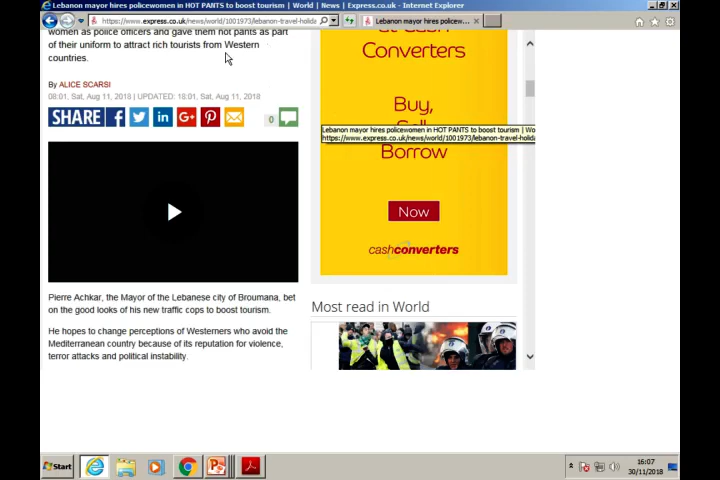 Lebanon mayor hires policewomen in HOT PANTS to boost tourism | World | News | Express.co.uk - Internet Explorer
https://www.express.co.uk/news/world/1001973/lebanon-travel-holid
Lebanon mayor hires policew...
women as police officers and gave them hot pants as part
of their uniform to attract rich tourists from Western
countries.
By ALICE SCARSI
08:01, Sat, Aug 11, 2018 | UPDATED: 18:01, Sat, Aug 11, 2018
SHARE
0
at Cash
Converters
Buy,
Sell
Lebanon mayor hires policewomen in HOT PANTS to boost tourism | Wo
https://www.express.co.uk/news/world/1001973/lebanon-travel-holid
Borrow
Now
cashconverters
Pierre Achkar, the Mayor of the Lebanese city of Broumana, bet
on the good looks of his new traffic cops to boost tourism.
He hopes to change perceptions of Westerners who avoid the
Mediterranean country because of its reputation for violence,
terror attacks and political instability.
Most read in World
Start
16:07
30/11/2018